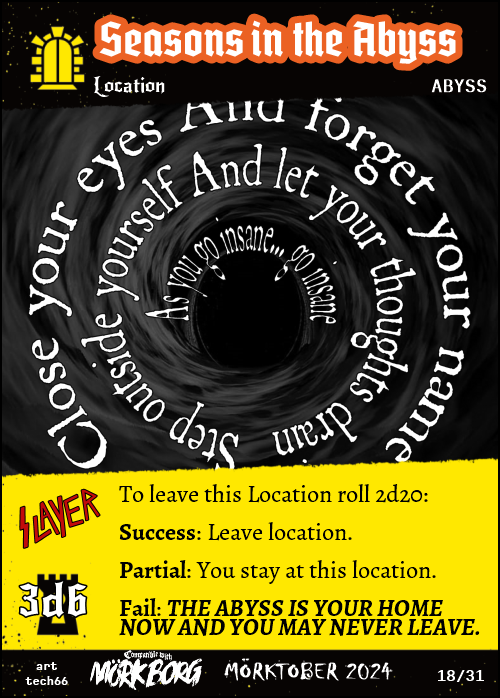 Seasons in the Abyss
Location
ABYSS
Close your eyes And forget your name
Step outside yourself And let your thoughts drain
As you go insane... go insane
SLAYER
To leave this Location roll 2d20:
Success: Leave location.
Partial: You stay at this location.
3d6
Fail: THE ABYSS IS YOUR HOME
NOW AND YOU MAY NEVER LEAVE.
art
tech66
Compatible with
MÖRK BORG
MÖRKTOBER 2024
18/31